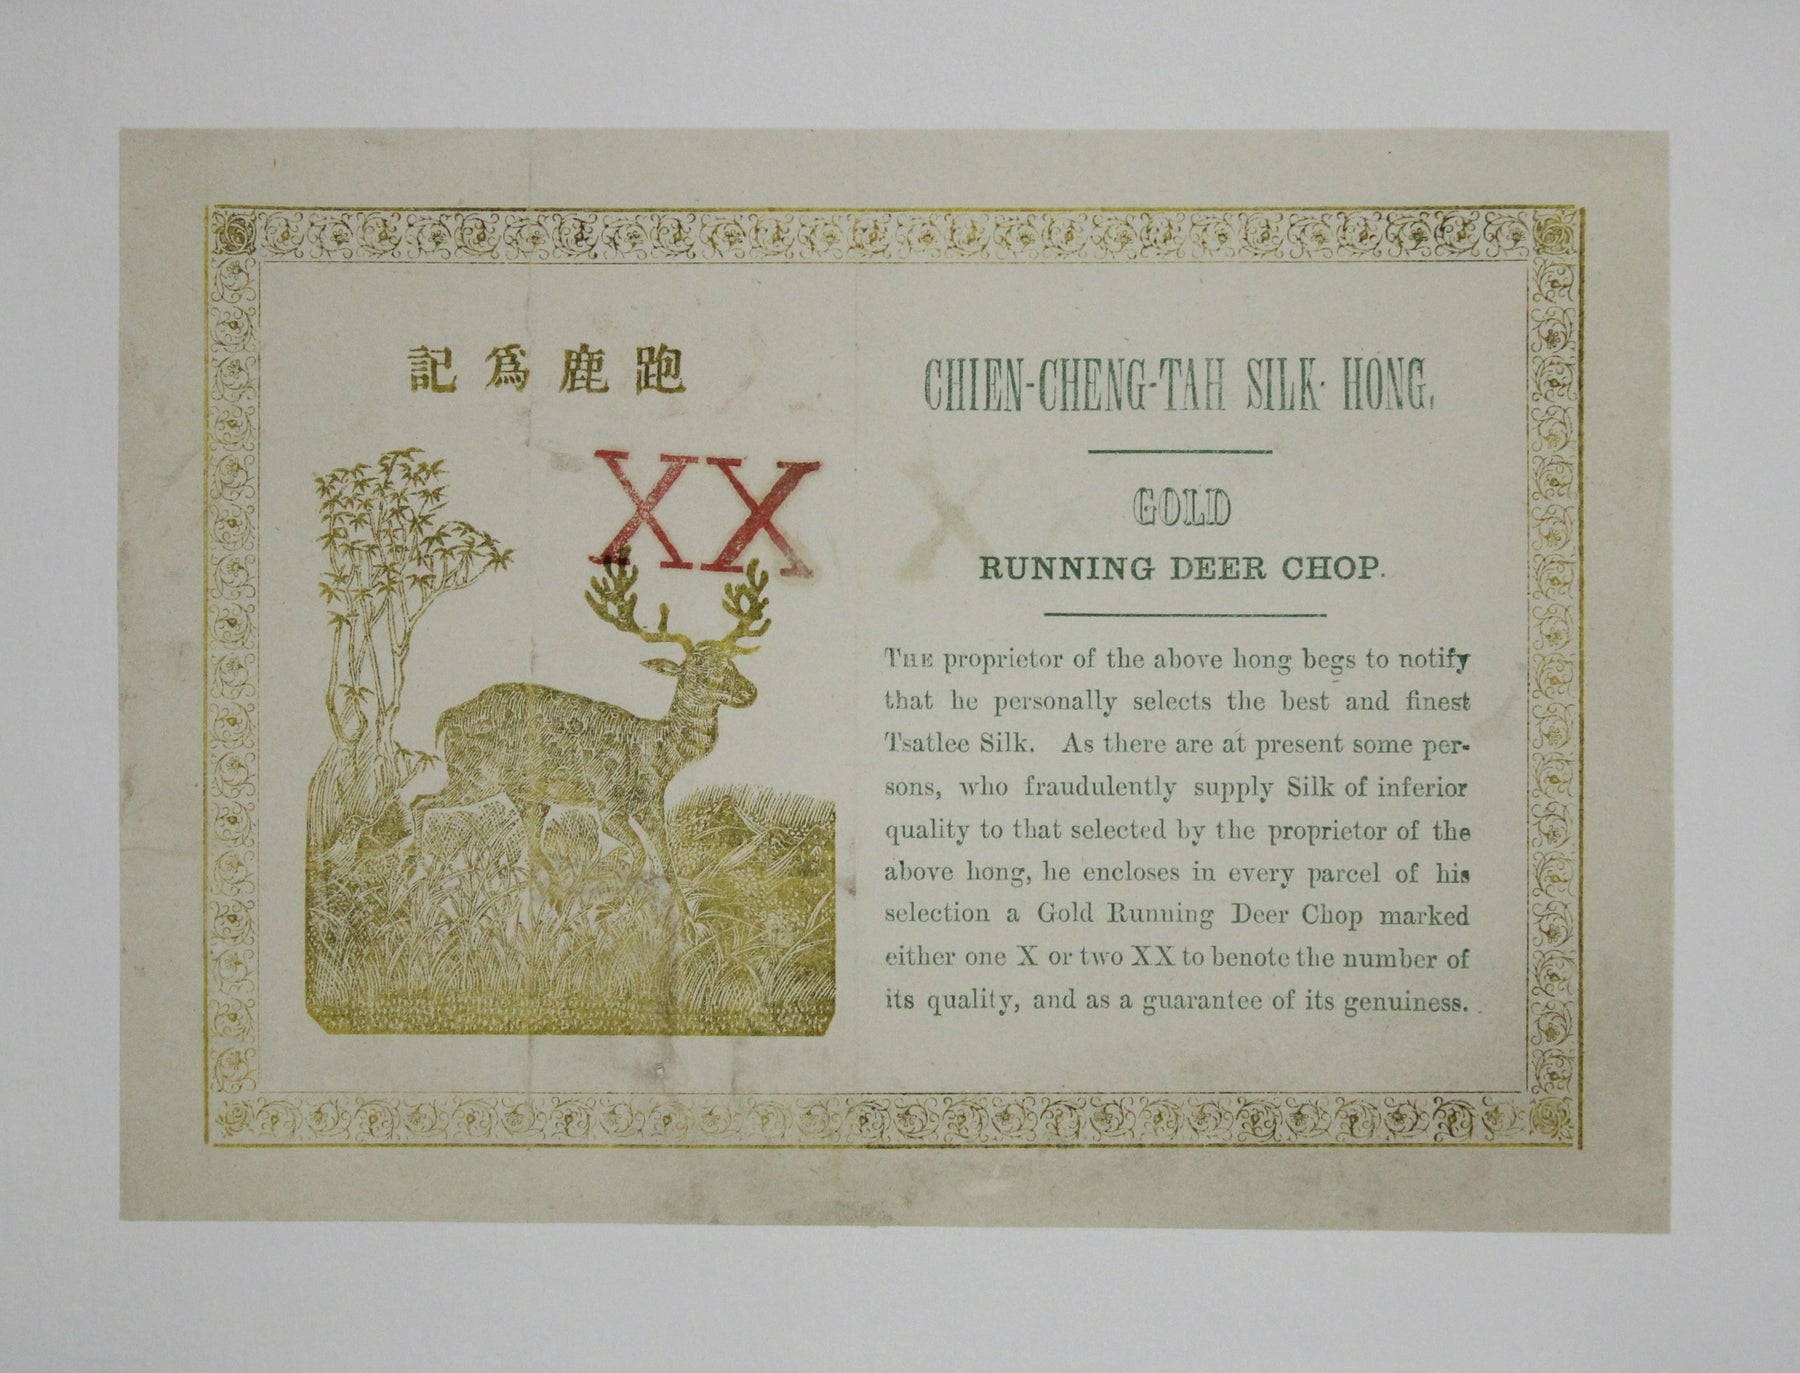 記為鹿跑
XX
CHIEN-CHENG-TAH SILK HONG.
GOLD
RUNNING DEER CHOP.
THE proprietor of the above hong begs to notify
that he personally selects the best and finest
Tsatlee Silk. As there are at present some per-
sons, who fraudulently supply Silk of inferior
quality to that selected by the proprietor of the
above hong, he encloses in every parcel of his
selection a Gold Running Deer Chop marked
either one X or two XX to benote the number of
its quality, and as a guarantee of its genuiness.